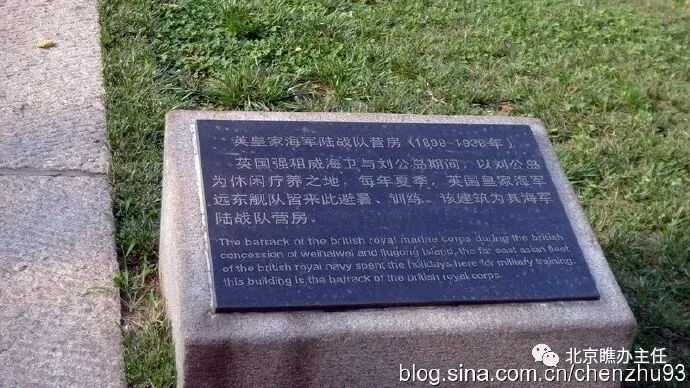 英皇家海军陆战队营房（1898-1938年）
英国强租威海卫与刘公岛期间，以刘公岛
为休闲疗养之地，每年夏季，英国皇家海军
远东舰队皆来此避暑、训练。该建筑为其海军
陆战队营房。
The barrack of the british royal marine corps during the british
concession of weihaiwei and liugong island, the far east asian fleet
of the british royal navy spent the holidays here for military training,
this building is the barrack of the british royal corps.
北京瞧办主任
blog.sina.com.cn/chenzhu93